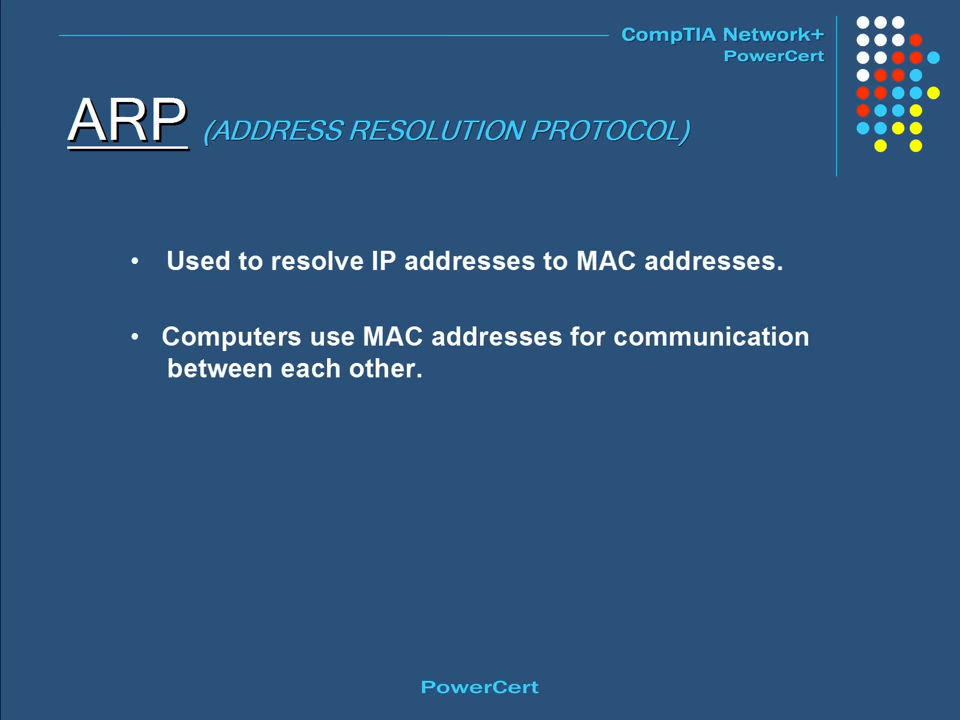 CompTIA Network+
PowerCert
ARP (ADDRESS RESOLUTION PROTOCOL)
• Used to resolve IP addresses to MAC addresses.
• Computers use MAC addresses for communication
between each other.
PowerCert